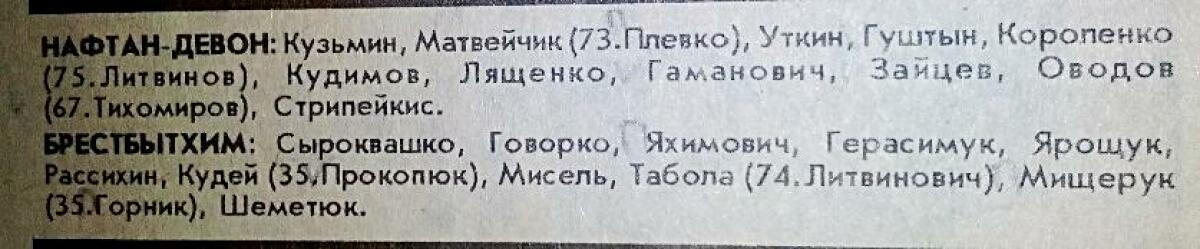 НАФТАН-ДЕВОН: Кузьмин, Матвейчик (73.Плевко), Уткин, Гуштын, Коропенко
(75.Литвинов), Кудимов, Лященко, Гаманович, Зайцев, Оводов
(67.Тихомиров), Стрипейкис.
БРЕСТБЫТХИМ: Сыроквашко, Говорко, Яхимович, Герасимук, Ярощук,
Рассихин, Кудей (35.Прокопюк), Мисель, Табола (74.Литвинович), Мищерук
(35.Горник), Шеметюк.